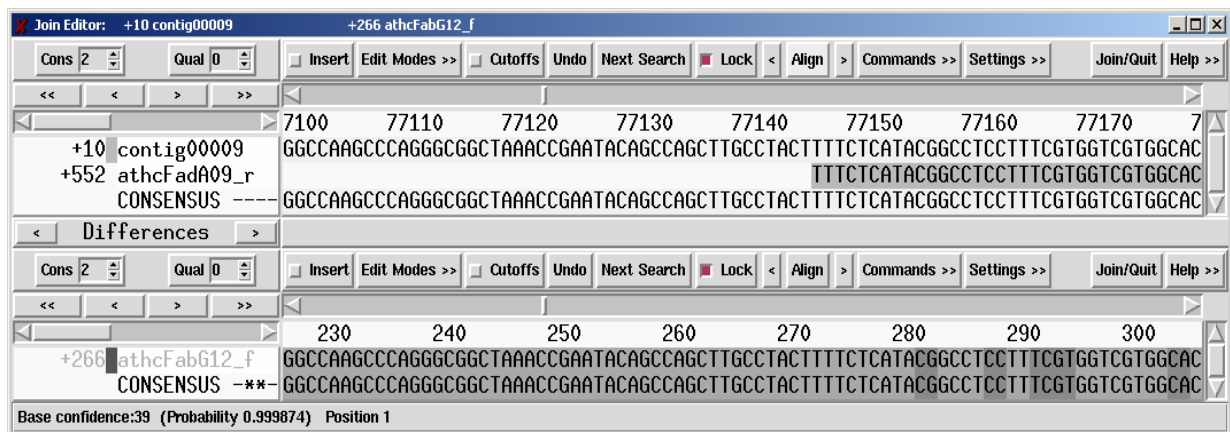 Join Editor: +10 contig00009 +266 athcFabG12_f
Cons 2 Qual 0 Insert Edit Modes >> Cutoffs Undo Next Search Lock < Align > Commands >> Settings >> Join/Quit Help >>
<< < > >>
7100 77110 77120 77130 77140 77150 77160 77170 7
+10 contig00009 GGCCAAGCCCAGGGCGGCTAAACCGAATACAGCCAGCTTGCCTACTTTTCTCATACGGCCTCCTTTCGTGGTCGTGGCAC
+552 athcFadA09_r TTTCTCATACGGCCTCCTTTCGTGGTCGTGGCAC
CONSENSUS ---- GGCCAAGCCCAGGGCGGCTAAACCGAATACAGCCAGCTTGCCTACTTTTCTCATACGGCCTCCTTTCGTGGTCGTGGCAC
< Differences >
Cons 2 Qual 0 Insert Edit Modes >> Cutoffs Undo Next Search Lock < Align > Commands >> Settings >> Join/Quit Help >>
<< < > >>
230 240 250 260 270 280 290 300
+266 athcFabG12_f GGCCAAGCCCAGGGCGGCTAAACCGAATACAGCCAGCTTGCCTACTTTTCTCATACGGCCTCCTTTCGTGGTCGTGGCAC
CONSENSUS -**- GGCCAAGCCCAGGGCGGCTAAACCGAATACAGCCAGCTTGCCTACTTTTCTCATACGGCCTCCTTTCGTGGTCGTGGCAC
Base confidence:39 (Probability 0.999874) Position 1